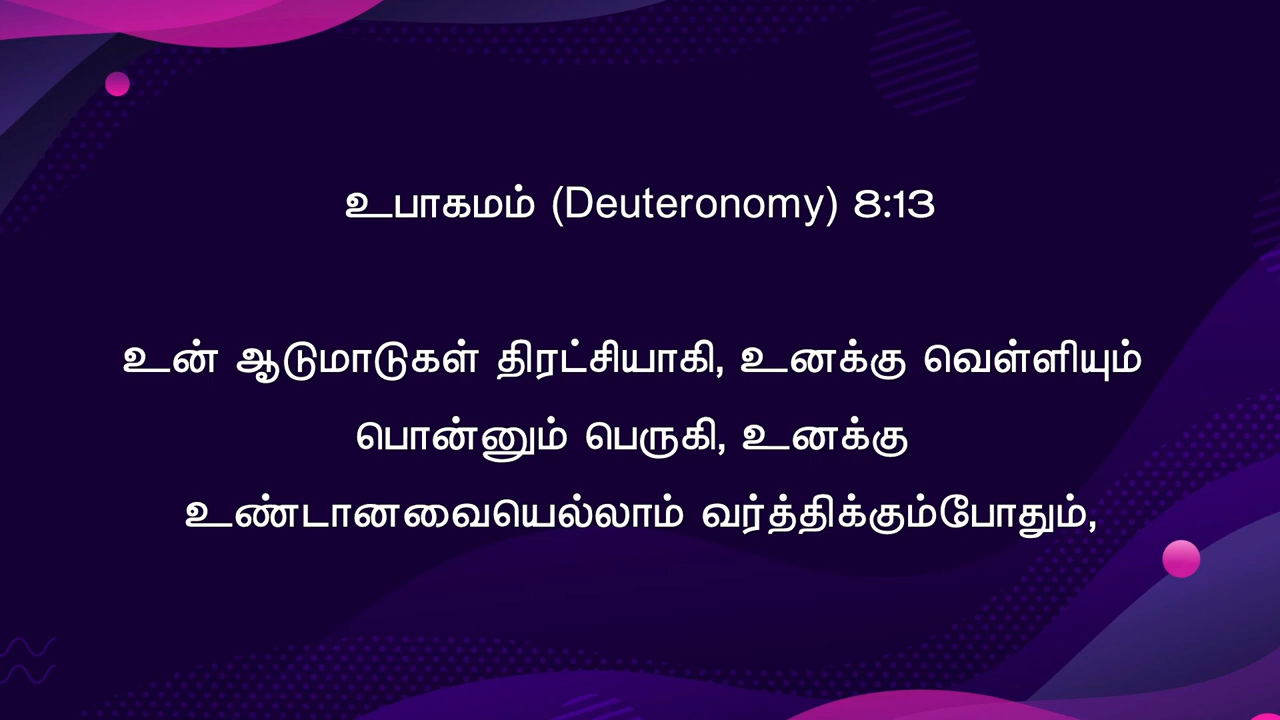 உபாகமம் (Deuteronomy) 8:13
உன் ஆடுமாடுகள் திரட்சியாகி, உனக்கு வெள்ளியும்
பொன்னும் பெருகி, உனக்கு
உண்டானவையெல்லாம் வர்த்திக்கும்போதும்,